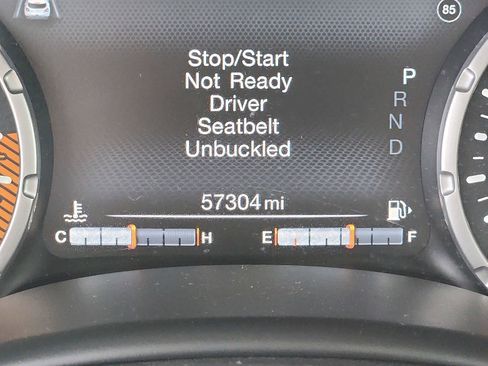 85
Stop/Start
Not Ready
Driver
Seatbelt
Unbuckled
P
R
N
D
57304 mi
C H E F